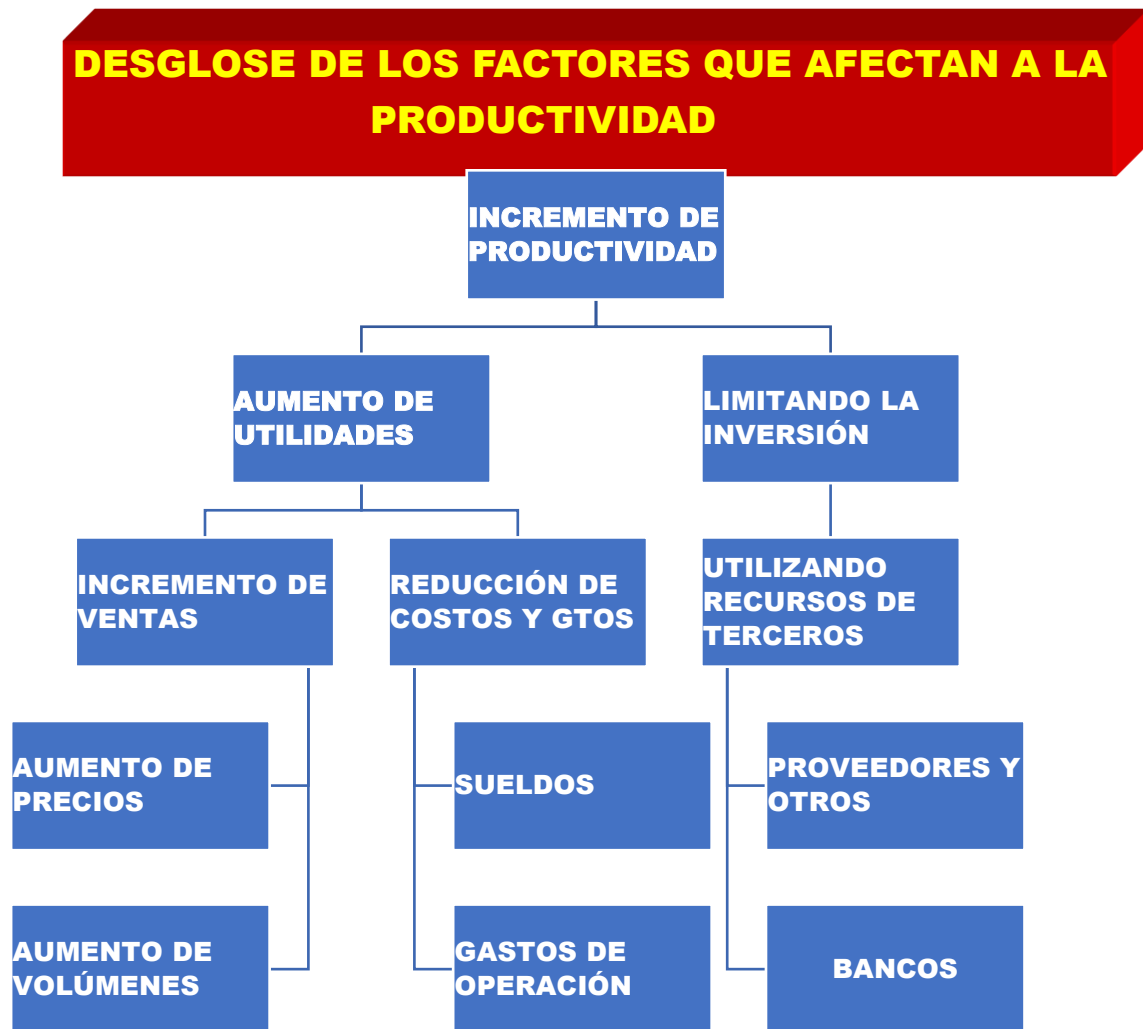 DESGLOSE DE LOS FACTORES QUE AFECTAN A LA
PRODUCTIVIDAD
INCREMENTO DE
PRODUCTIVIDAD
AUMENTO DE
UTILIDADES
LIMITANDO LA
INVERSIÓN
INCREMENTO DE
VENTAS
REDUCCIÓN DE
COSTOS Y GTOS
UTILIZANDO
RECURSOS DE
TERCEROS
AUMENTO DE
PRECIOS
SUELDOS
PROVEEDORES Y
OTROS
AUMENTO DE
VOLÚMENES
GASTOS DE
OPERACIÓN
BANCOS